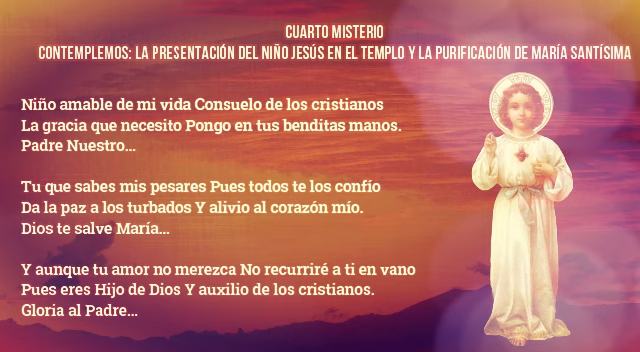 CUARTO MISTERIO
CONTEMPLEMOS: LA PRESENTACIÓN DEL NIÑO JESÚS EN EL TEMPLO Y LA PURIFICACIÓN DE MARÍA SANTÍSIMA
Niño amable de mi vida Consuelo de los cristianos
La gracia que necesito Pongo en tus benditas manos.
Padre Nuestro...
Tu que sabes mis pesares Pues todos te los confío
Da la paz a los turbados Y alivio al corazón mío.
Dios te salve María...
Y aunque tu amor no merezca No recurriré a ti en vano
Pues eres Hijo de Dios Y auxilio de los cristianos.
Gloria al Padre...